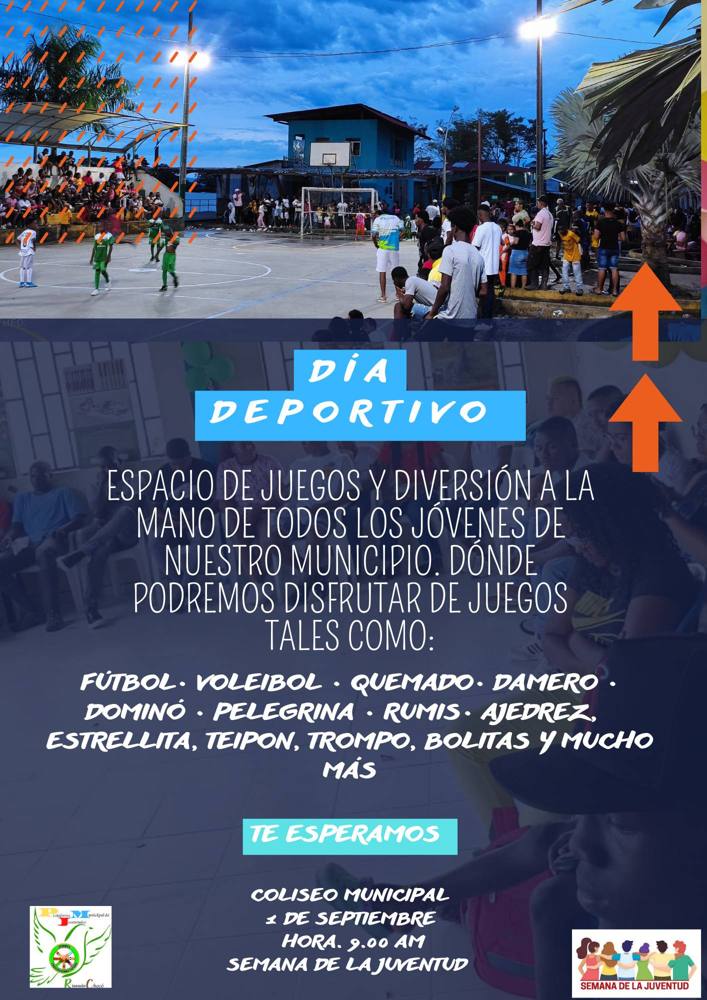 DÍA
DEPORTIVO
ESPACIO DE JUEGOS Y DIVERSIÓN A LA
MANO DE TODOS LOS JÓVENES DE
NUESTRO MUNICIPIO. DÓNDE
PODREMOS DISFRUTAR DE JUEGOS
TALES COMO:
FÚTBOL· VOLEIBOL · QUEMADO· DAMERO ·
DOMINÓ · PELEGRINA · RUMIS· AJEDREZ,
ESTRELLITA, TEIPON, TROMPO, BOLITAS Y MUCHO
MÁS
TE ESPERAMOS
COLISEO MUNICIPAL
1 DE SEPTIEMBRE
HORA. 9.00 AM
SEMANA DE LA JUVENTUD
SEMANA DE LA JUVENTUD